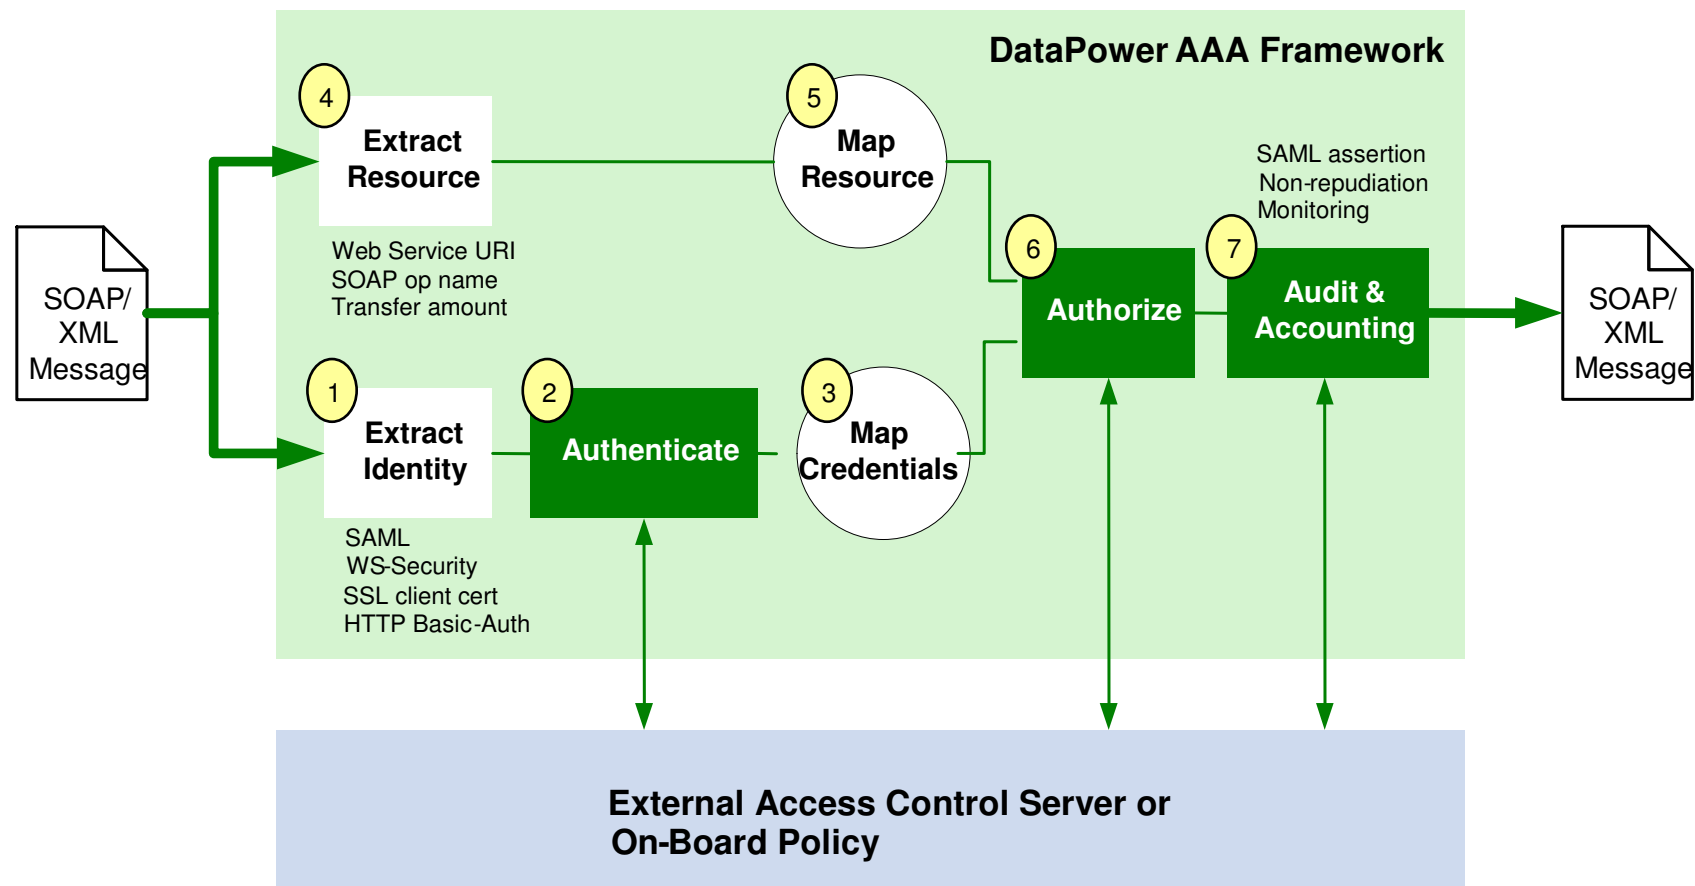 DataPower AAA Framework
4
Extract
Resource
Web Service URI
SOAP op name
Transfer amount
5
Map
Resource
SAML assertion
Non-repudiation
Monitoring
SOAP/
XML
Message
1
Extract
Identity
SAML
WS-Security
SSL client cert
HTTP Basic-Auth
2
Authenticate
3
Map
Credentials
6
Authorize
7
Audit &
Accounting
SOAP/
XML
Message
External Access Control Server or
On-Board Policy